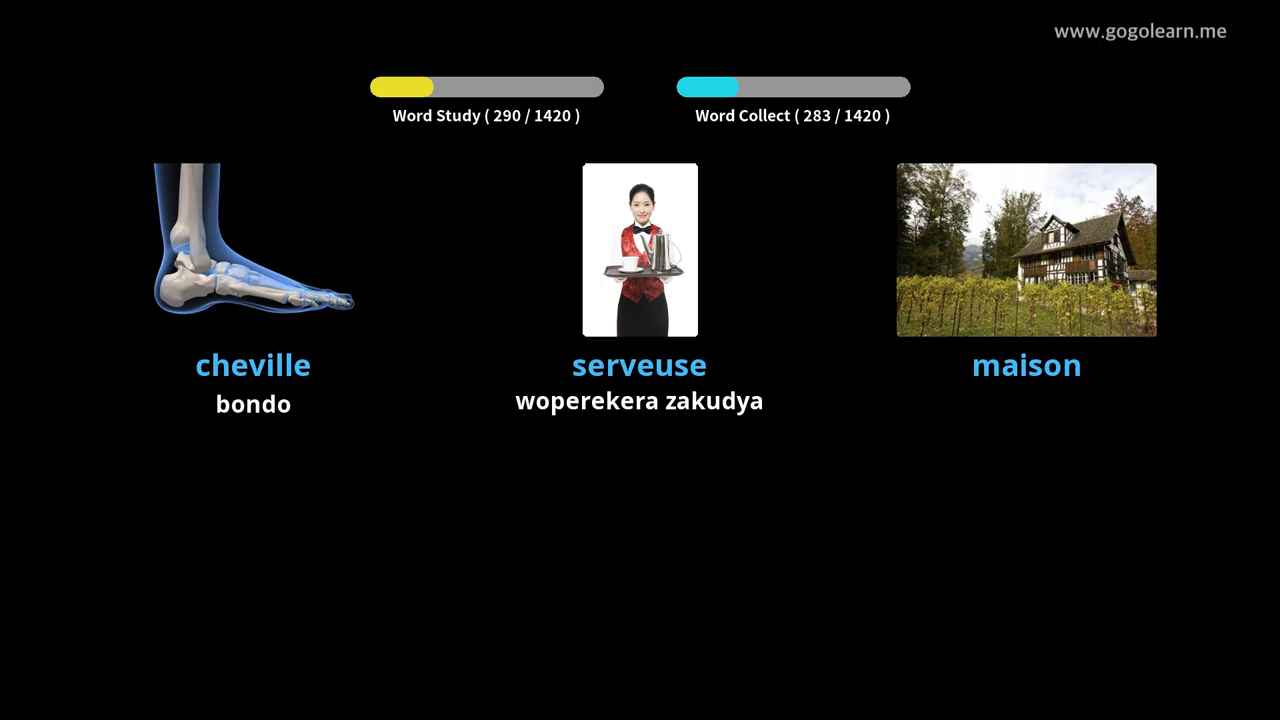 www.gogolearn.me
Word Study ( 290 / 1420 )
Word Collect ( 283 / 1420 )
cheville
serveuse
maison
bondo
woperekera zakudya